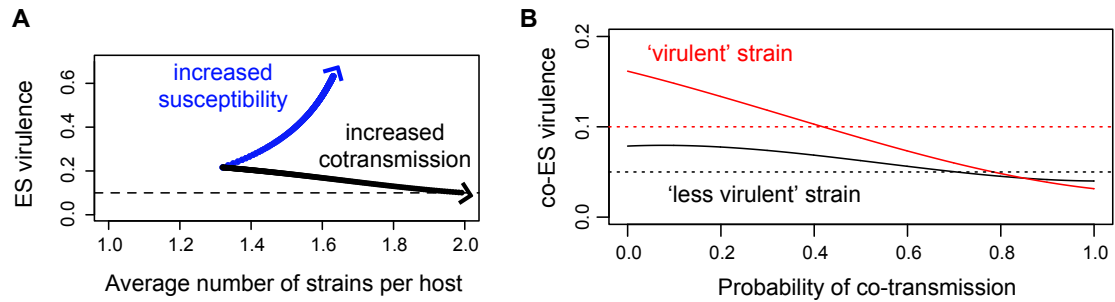 A
ES virulence
0.0
0.2
0.4
0.6
increased
susceptibility
increased
cotransmission
1.0
1.2
1.4
1.6
1.8
2.0
Average number of strains per host
B
co-ES virulence
0.0
0.1
0.2
‘virulent’ strain
‘less virulent’ strain
0.0
0.2
0.4
0.6
0.8
1.0
Probability of co-transmission